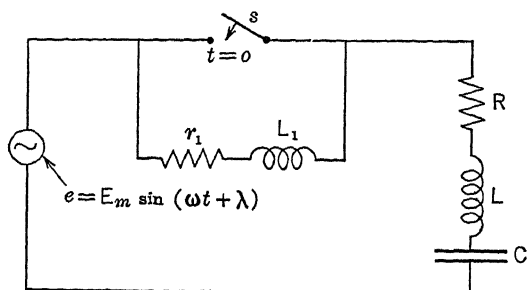 s
t=o
R
r₁
L₁
e=Eₘ sin (ωt+λ)
L
C